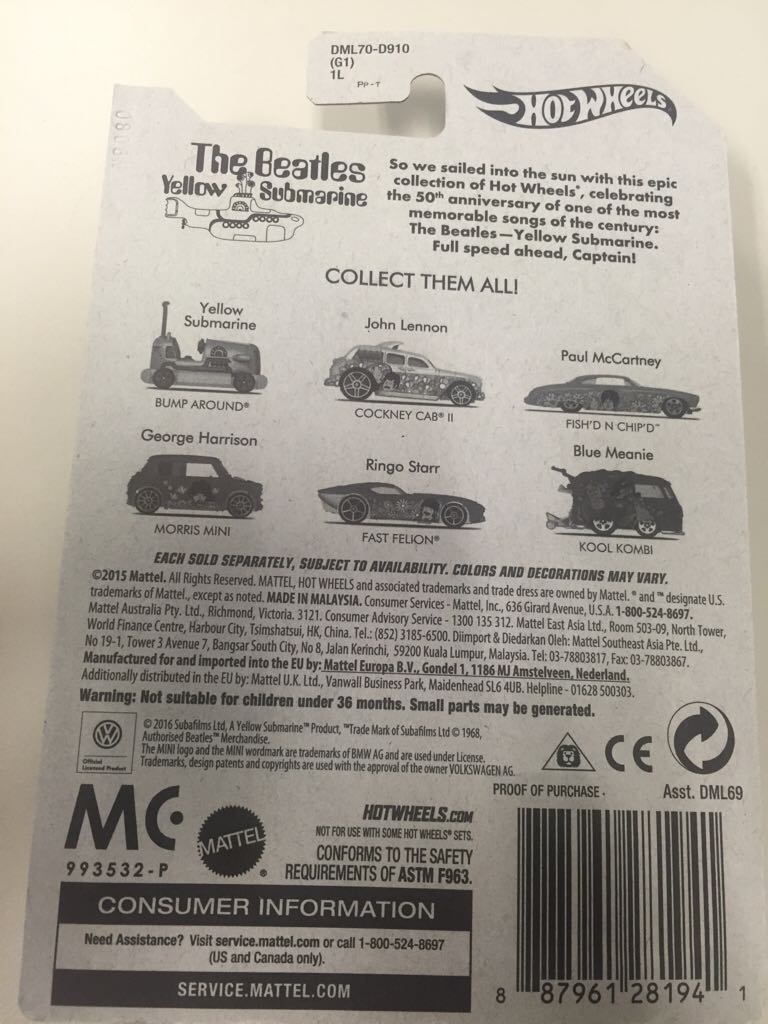 DML70-D910
(G1)
1L
PP-T
HOT WHEELS
The Beatles
Yellow Submarine
So we sailed into the sun with this epic
collection of Hot Wheels®, celebrating
the 50th anniversary of one of the most
memorable songs of the century:
The Beatles—Yellow Submarine.
Full speed ahead, Captain!
COLLECT THEM ALL!
Yellow
Submarine
BUMP AROUND®
John Lennon
COCKNEY CAB® II
Paul McCartney
FISH'D N CHIP'D™
George Harrison
MORRIS MINI
Ringo Starr
FAST FELION®
Blue Meanie
KOOL KOMBI
EACH SOLD SEPARATELY, SUBJECT TO AVAILABILITY. COLORS AND DECORATIONS MAY VARY.
©2015 Mattel. All Rights Reserved. MATTEL, HOT WHEELS and associated trademarks and trade dress are owned by Mattel. ® and ™ designate U.S.
trademarks of Mattel., except as noted. MADE IN MALAYSIA. Consumer Services - Mattel, Inc., 636 Girard Avenue, U.S.A. 1-800-524-8697.
Mattel Australia Pty. Ltd., Richmond, Victoria. 3121. Consumer Advisory Service - 1300 135 312. Mattel East Asia Ltd., Room 503-09, North Tower,
World Finance Centre, Harbour City, Tsimshatsui, HK, China. Tel.: (852) 3185-6500. Diimport & Diedarkan Oleh: Mattel Southeast Asia Pte. Ltd.,
No 19-1, Tower 3 Avenue 7, Bangsar South City, No 8, Jalan Kerinchi, 59200 Kuala Lumpur, Malaysia. Tel: 03-78803817, Fax: 03-78803867.
Manufactured for and imported into the EU by: Mattel Europa B.V., Gondel 1, 1186 MJ Amstelveen, Nederland.
Additionally distributed in the EU by: Mattel U.K. Ltd., Vanwall Business Park, Maidenhead SL6 4UB. Helpline - 01628 500303.
Warning: Not suitable for children under 36 months. Small parts may be generated.
Official
Licensed Product
© 2016 Subafilms Ltd, A Yellow Submarine™ Product, ™Trade Mark of Subafilms Ltd © 1968,
Authorised Beatles™ Merchandise.
The MINI logo and the MINI wordmark are trademarks of BMW AG and are used under License.
Trademarks, design patents and copyrights are used with the approval of the owner VOLKSWAGEN AG.
CE
PROOF OF PURCHASE
Asst. DML69
MC
993532-P
MATTEL®
HOTWHEELS.COM
NOT FOR USE WITH SOME HOT WHEELS® SETS.
CONFORMS TO THE SAFETY
REQUIREMENTS OF ASTM F963.
CONSUMER INFORMATION
Need Assistance? Visit service.mattel.com or call 1-800-524-8697
(US and Canada only).
SERVICE.MATTEL.COM
8 87961 28194 1